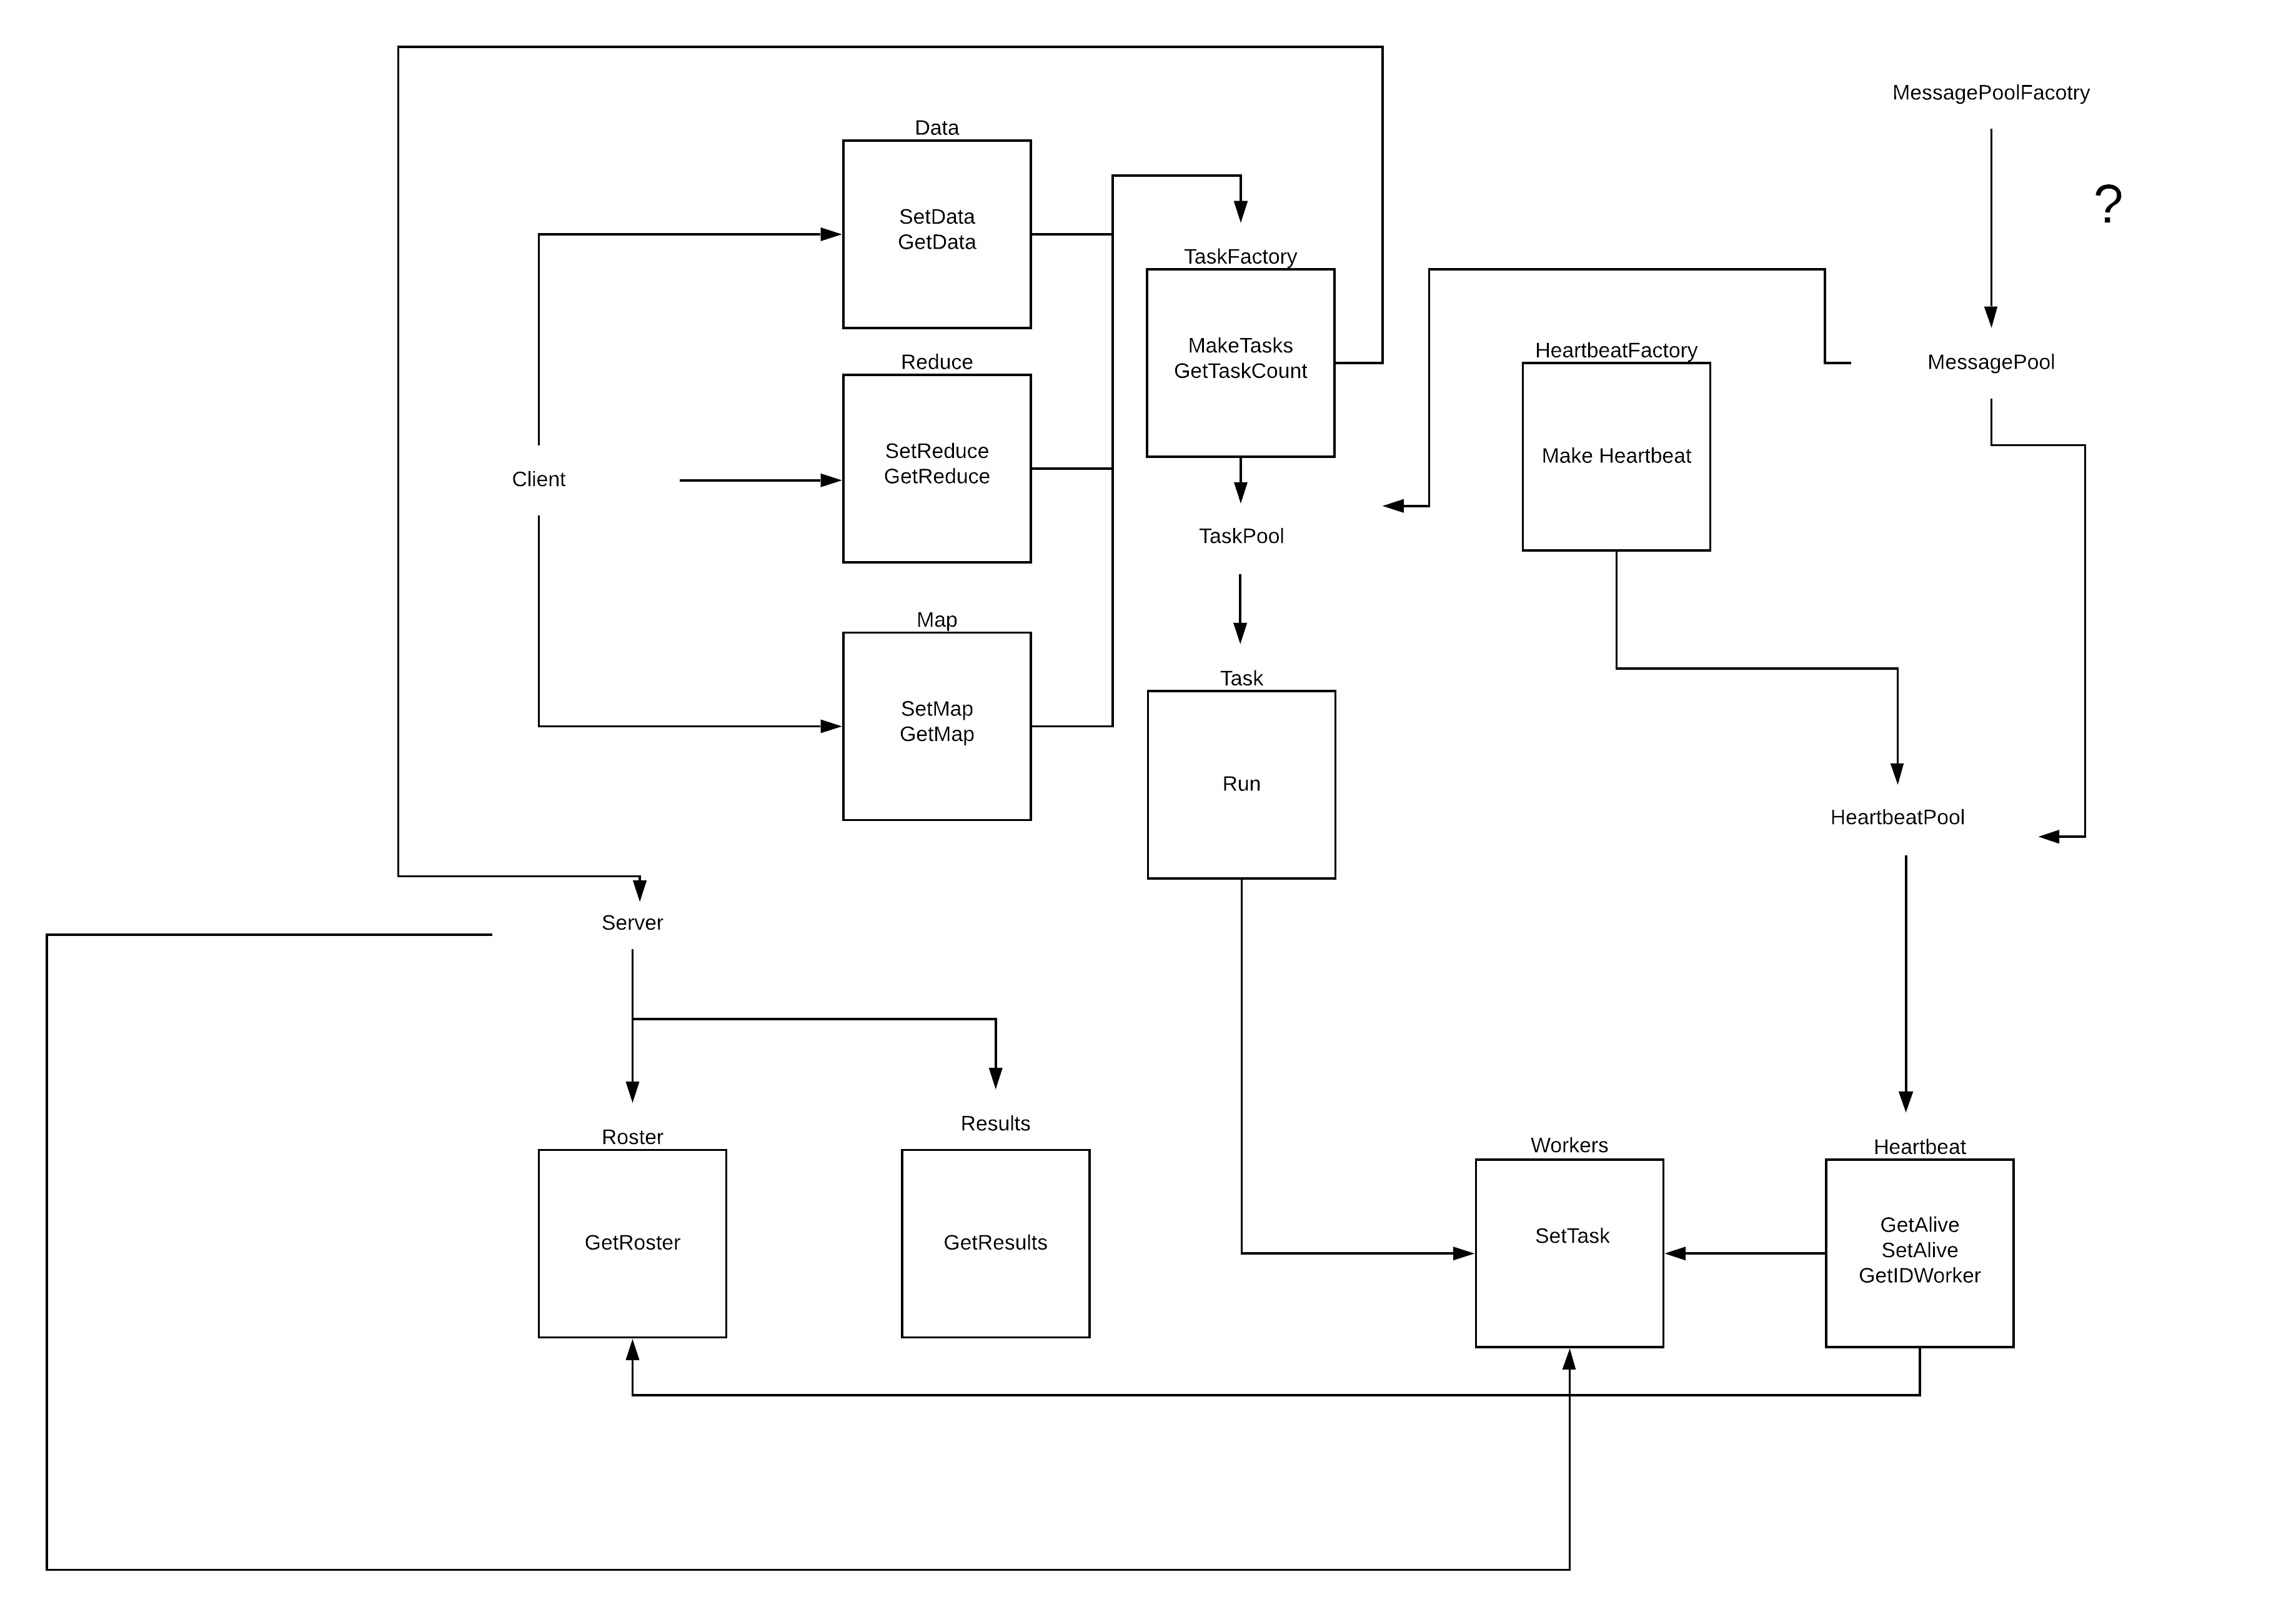 MessagePoolFacotry
Data
SetData
GetData
?
TaskFactory
MakeTasks
GetTaskCount
HeartbeatFactory
Make Heartbeat
MessagePool
Reduce
SetReduce
GetReduce
Client
TaskPool
Map
SetMap
GetMap
Task
Run
HeartbeatPool
Server
Roster
GetRoster
Results
GetResults
Workers
SetTask
Heartbeat
GetAlive
SetAlive
GetIDWorker